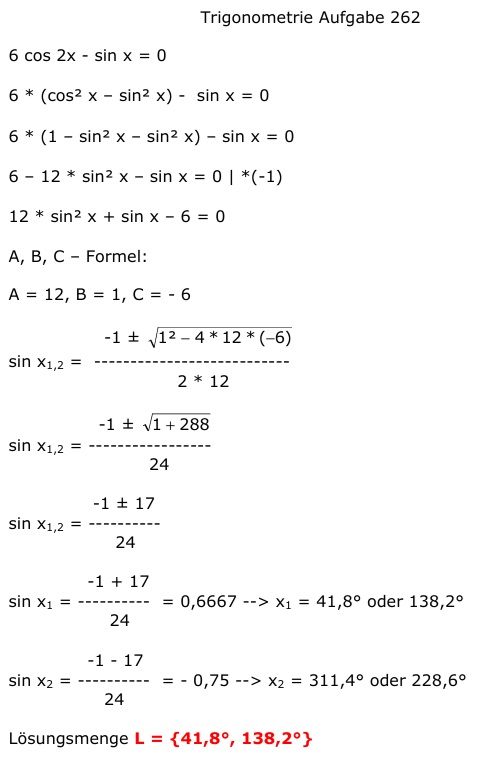 Trigonometrie Aufgabe 262
6 cos 2x - sin x = 0
6 * (cos² x – sin² x) - sin x = 0
6 * (1 – sin² x – sin² x) – sin x = 0
6 – 12 * sin² x – sin x = 0 | *(-1)
12 * sin² x + sin x – 6 = 0
A, B, C – Formel:
A = 12, B = 1, C = - 6
-1 ± √1² – 4 * 12 * (–6)
sin x₁,₂ = ---------------------------
2 * 12
-1 ± √1 + 288
sin x₁,₂ = -----------------
24
-1 ± 17
sin x₁,₂ = ----------
24
-1 + 17
sin x₁ = ---------- = 0,6667 --> x₁ = 41,8° oder 138,2°
24
-1 - 17
sin x₂ = ---------- = - 0,75 --> x₂ = 311,4° oder 228,6°
24
Lösungsmenge L = {41,8°, 138,2°}